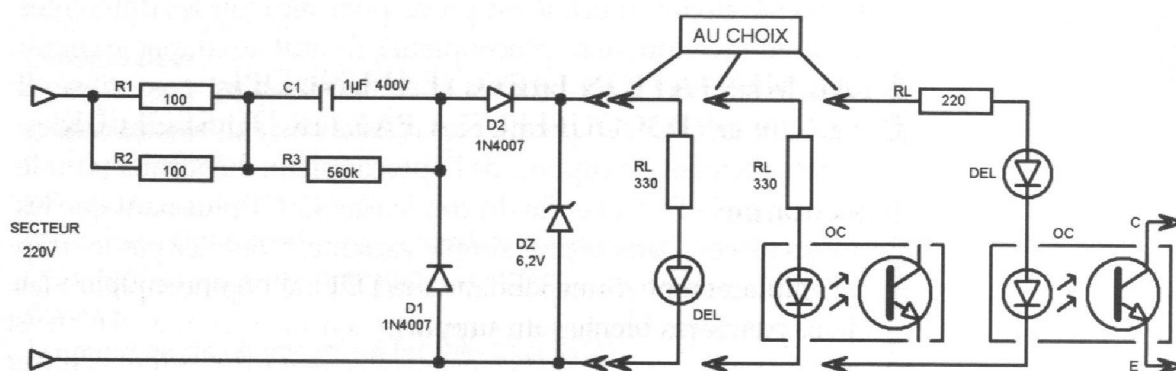 AU CHOIX
R1
100
C1
1µF 400V
D2
1N4007
R2
100
R3
560k
RL
330
RL
330
RL
220
DEL
SECTEUR
220V
DZ
6,2V
OC
OC
C
D1
1N4007
DEL
E